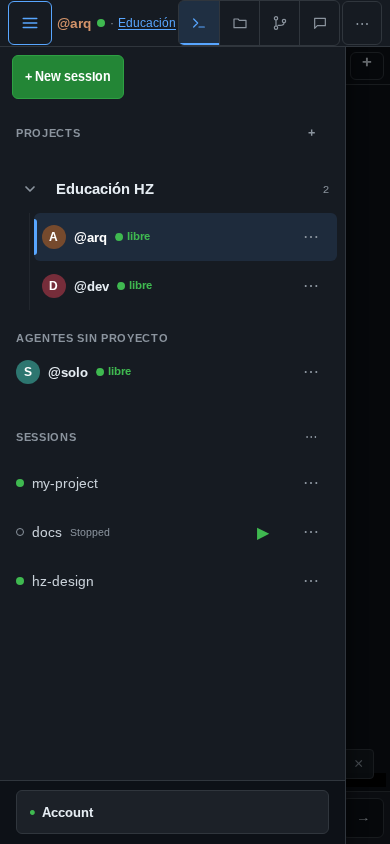 @arq · Educación
+ New session
PROJECTS +
Educación HZ 2
A @arq libre ...
D @dev libre ...
AGENTES SIN PROYECTO
S @solo libre ...
SESSIONS ...
my-project ...
docs Stopped ...
hz-design ...
Account